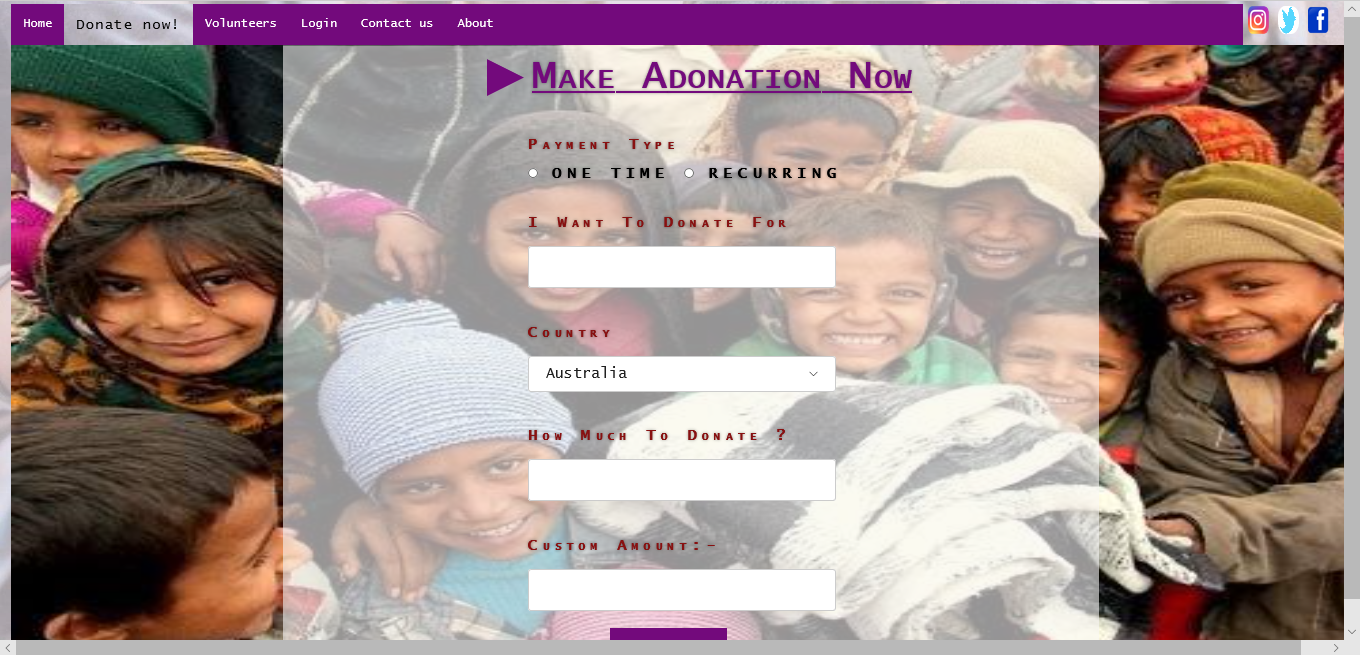 Home Donate now! Volunteers Login Contact us About
Make Adonation Now
Payment Type
ONE TIME RECURRING
I Want To Donate For
Country
Australia
How Much To Donate ?
Custom Amount:-